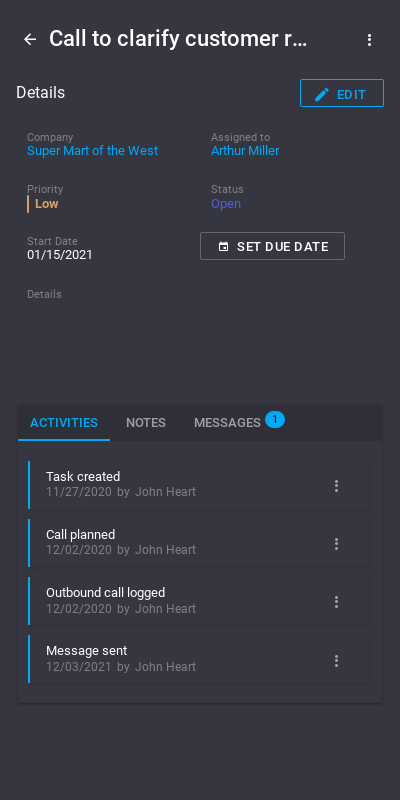 Call to clarify customer r...
Details
EDIT
Company
Assigned to
Super Mart of the West
Arthur Miller
Priority
Status
Low
Open
Start Date
SET DUE DATE
01/15/2021
Details
ACTIVITIES
NOTES
MESSAGES 1
Task created
11/27/2020 by John Heart
Call planned
12/02/2020 by John Heart
Outbound call logged
12/02/2020 by John Heart
Message sent
12/03/2021 by John Heart